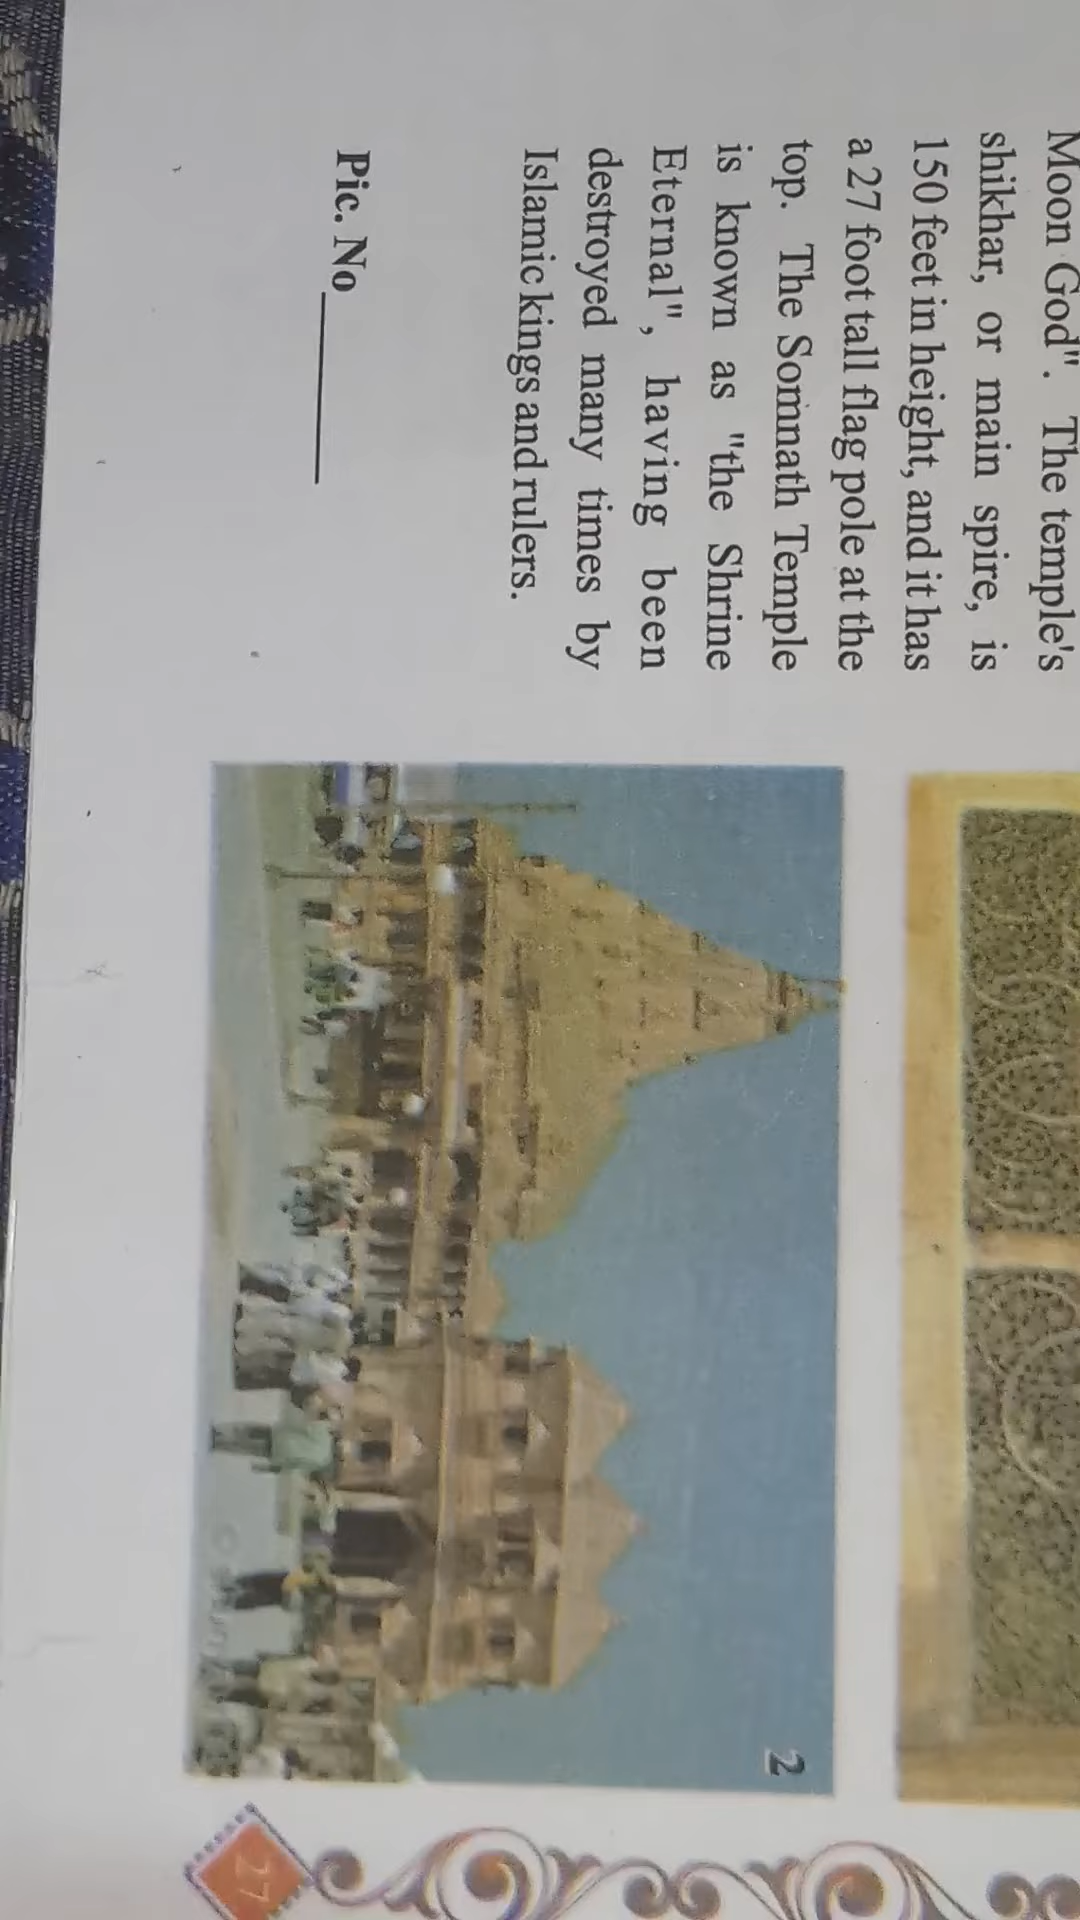 Moon God". The temple's
shikhar, or main spire, is
150 feet in height, and it has
a 27 foot tall flag pole at the
top. The Somnath Temple
is known as "the Shrine
Eternal", having been
destroyed many times by
Islamic kings and rulers.
Pic. No
2
27